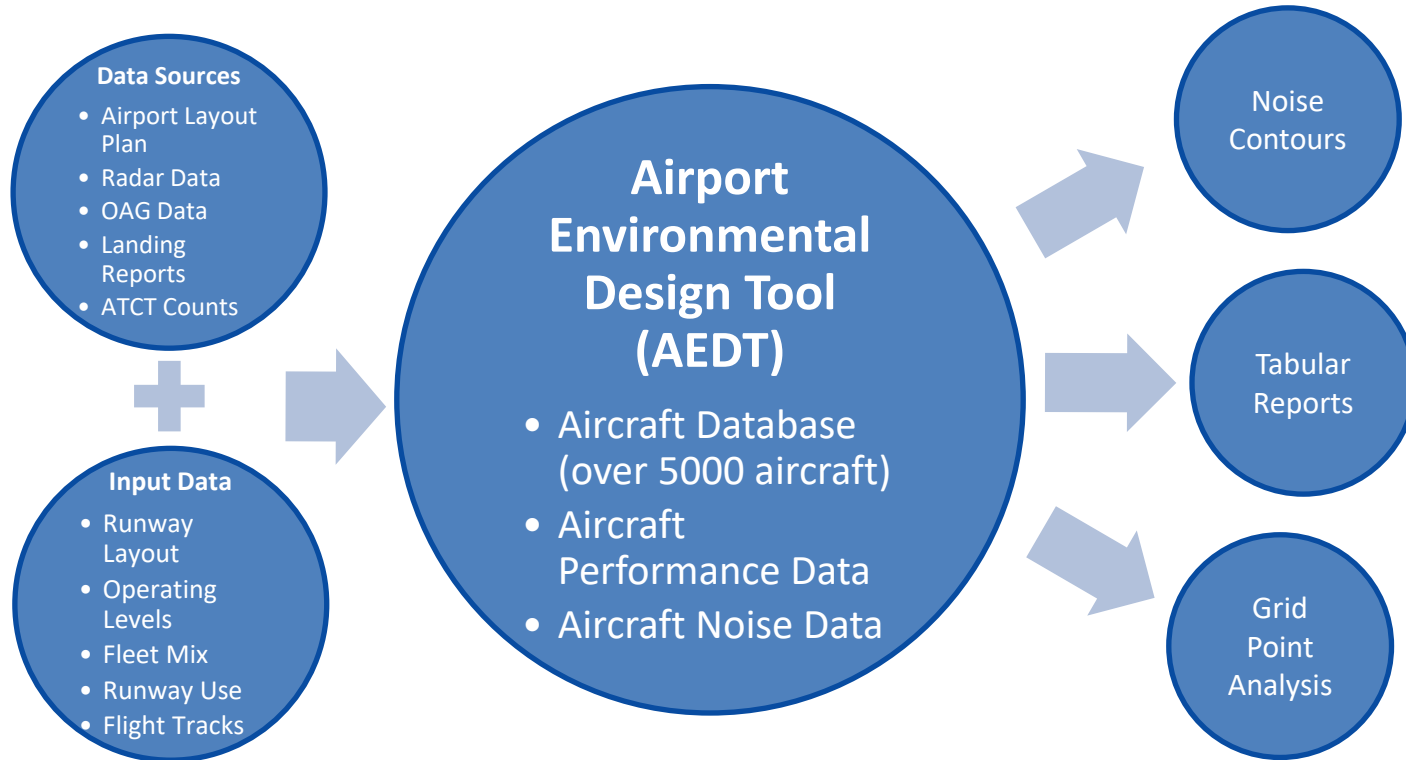 Data Sources
• Airport Layout
Plan
• Radar Data
• OAG Data
• Landing
Reports
• ATCT Counts
Input Data
• Runway
Layout
• Operating
Levels
• Fleet Mix
• Runway Use
• Flight Tracks
Airport
Environmental
Design Tool
(AEDT)
• Aircraft Database
(over 5000 aircraft)
• Aircraft
Performance Data
• Aircraft Noise Data
Noise
Contours
Tabular
Reports
Grid
Point
Analysis